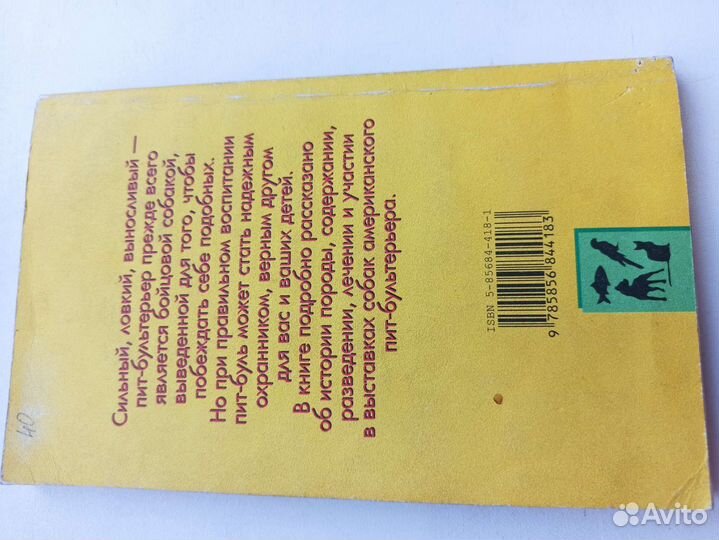 Сильный, ловкий, выносливый —
пит-бультерьер прежде всего
является бойцовой собакой,
выведенной для того, чтобы
побеждать себе подобных.
Но при правильном воспитании
пит-буль может стать надежным
охранником, верным другом
для вас и ваших детей.
В книге подробно рассказано
об истории породы, содержании,
разведении, лечении и участии
в выставках собак американского
пит-бультерьера.
ISBN 5-85684-418-1
9 785856 844183
40
Avito